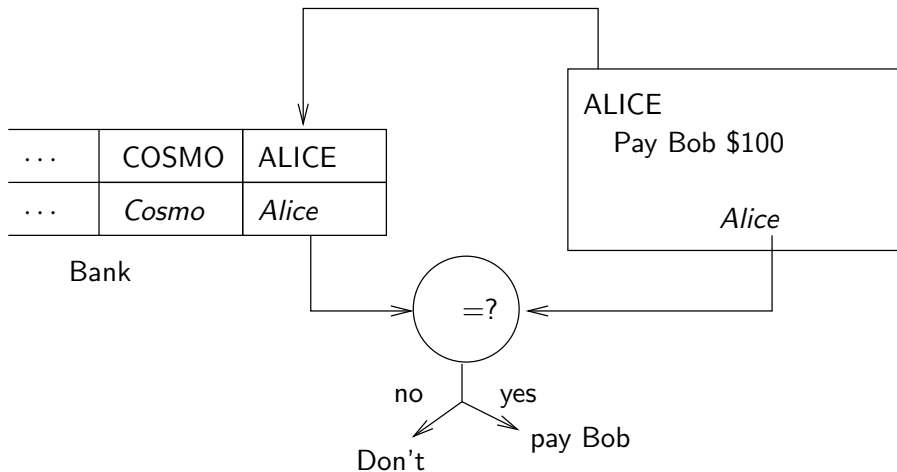 ALICE
Pay Bob $100
Alice
··· COSMO ALICE
··· Cosmo Alice
Bank
=?
no yes
Don't pay Bob